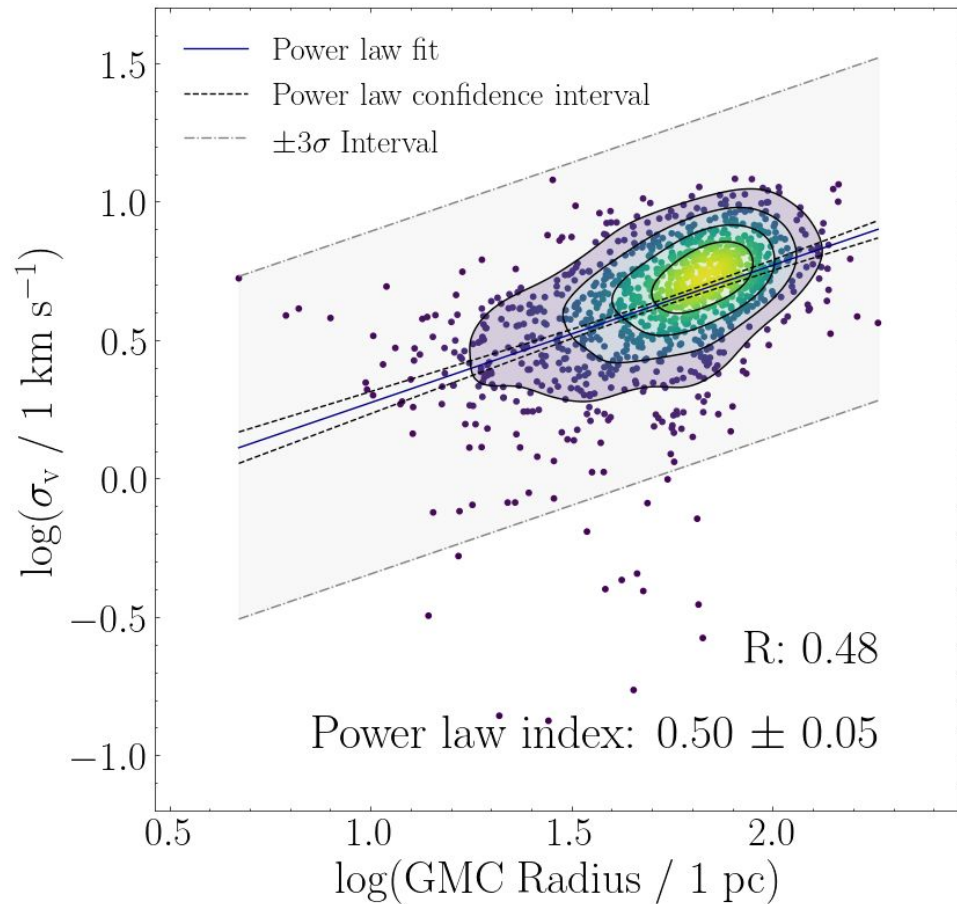 Power law fit
Power law confidence interval
±3σ Interval
1.5
1.0
0.5
0.0
−0.5
−1.0
log(σv / 1 km s−1)
R: 0.48
Power law index: 0.50 ± 0.05
0.5 1.0 1.5 2.0
log(GMC Radius / 1 pc)